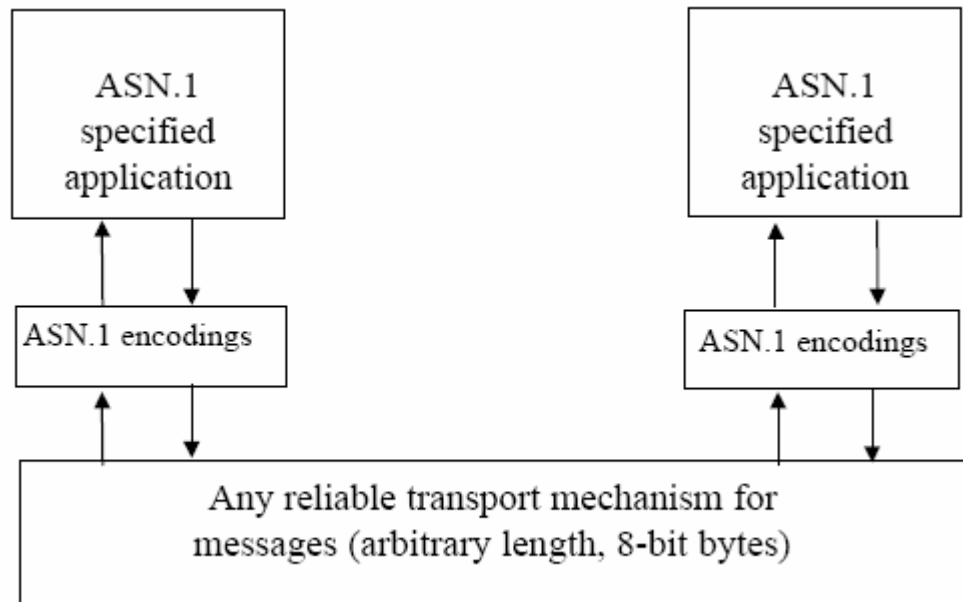 ASN.1
specified
application
ASN.1
specified
application
ASN.1 encodings
ASN.1 encodings
Any reliable transport mechanism for
messages (arbitrary length, 8-bit bytes)